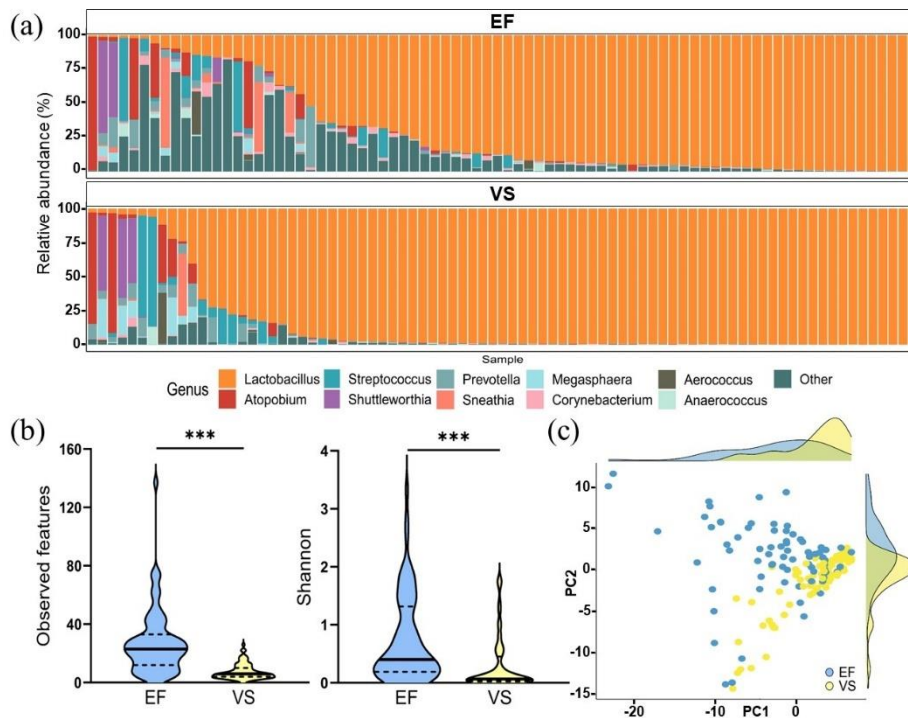 (a)
EF
100
75
50
25
0
VS
100
75
50
25
0
Relative abundance (%)
Sample
Genus
Lactobacillus Streptococcus Prevotella Megasphaera Aerococcus Other
Atopobium Shuttleworthia Sneathia Corynebacterium Anaerococcus
(b)
Observed features
160
120
80
40
0
***
EF VS
Shannon
4
3
2
1
0
***
EF VS
(c)
PC2
10
5
0
-5
-10
-15
-20 -10 PC1 0
EF
VS